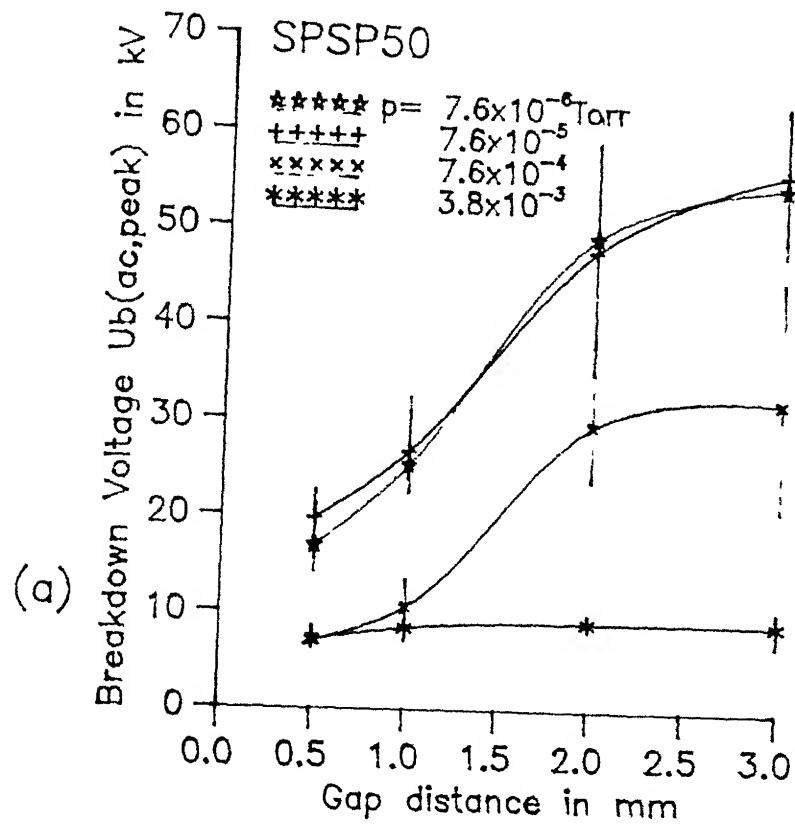 SPSP50
p= 7.6x10⁻⁶Torr
7.6x10⁻⁵
7.6x10⁻⁴
3.8x10⁻³
Breakdown Voltage Ub(ac,peak) in kV
70
60
50
40
30
20
10
0
(a)
0.0 0.5 1.0 1.5 2.0 2.5 3.0
Gap distance in mm